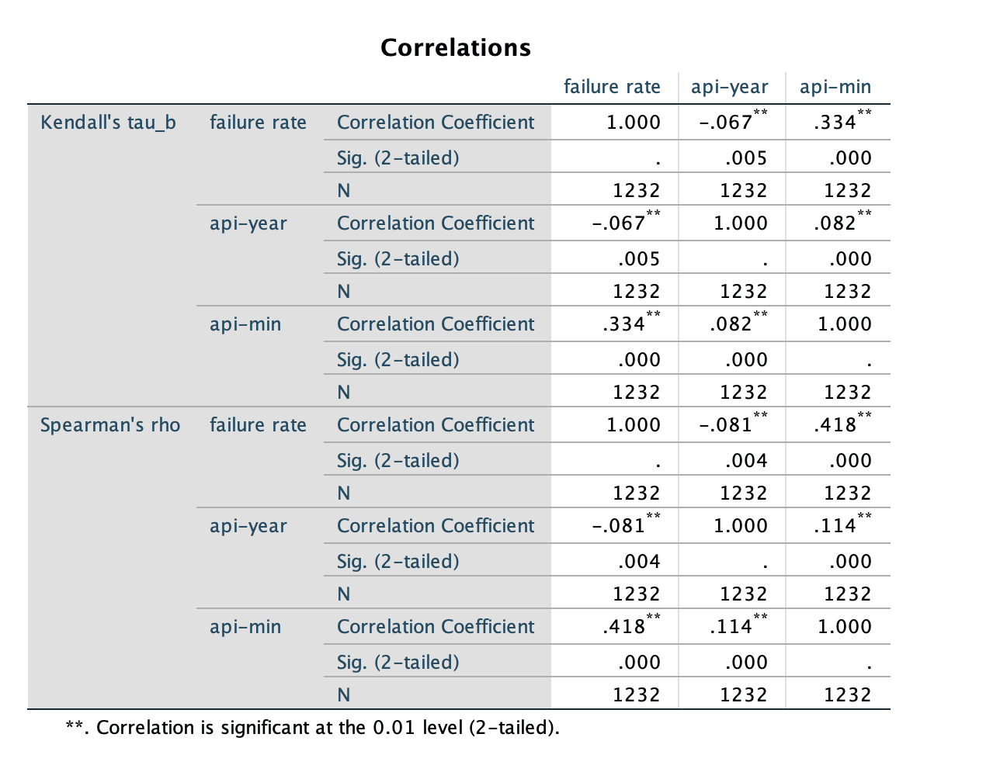 Correlations
failure rate api-year api-min
Kendall's tau_b failure rate Correlation Coefficient 1.000 -.067** .334**
Sig. (2-tailed) . .005 .000
N 1232 1232 1232
api-year Correlation Coefficient -.067** 1.000 .082**
Sig. (2-tailed) .005 . .000
N 1232 1232 1232
api-min Correlation Coefficient .334** .082** 1.000
Sig. (2-tailed) .000 .000 .
N 1232 1232 1232
Spearman's rho failure rate Correlation Coefficient 1.000 -.081** .418**
Sig. (2-tailed) . .004 .000
N 1232 1232 1232
api-year Correlation Coefficient -.081** 1.000 .114**
Sig. (2-tailed) .004 . .000
N 1232 1232 1232
api-min Correlation Coefficient .418** .114** 1.000
Sig. (2-tailed) .000 .000 .
N 1232 1232 1232
**. Correlation is significant at the 0.01 level (2-tailed).